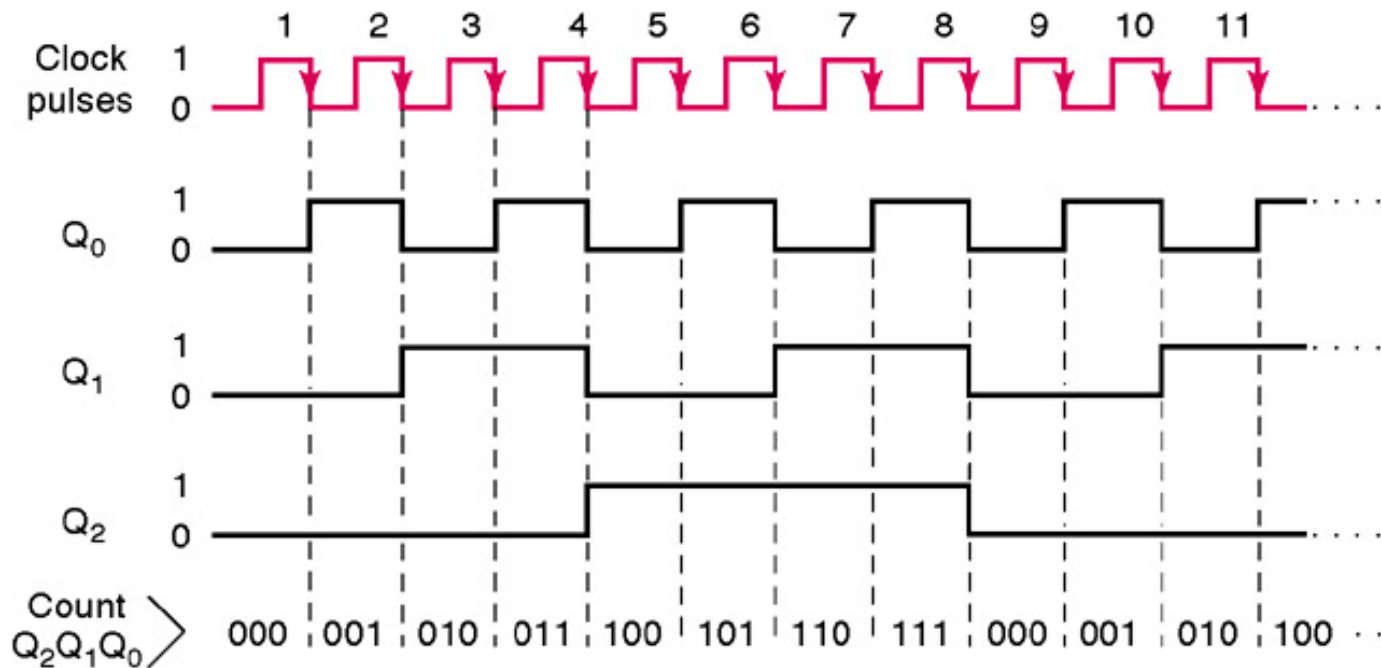 1 2 3 4 5 6 7 8 9 10 11
Clock pulses 1 0 . . . .
Q₀ 1 0 . . . .
Q₁ 1 0 . . . .
Q₂ 1 0 . . . .
Count Q₂Q₁Q₀ 000 001 010 011 100 101 110 111 000 001 010 100 . . .